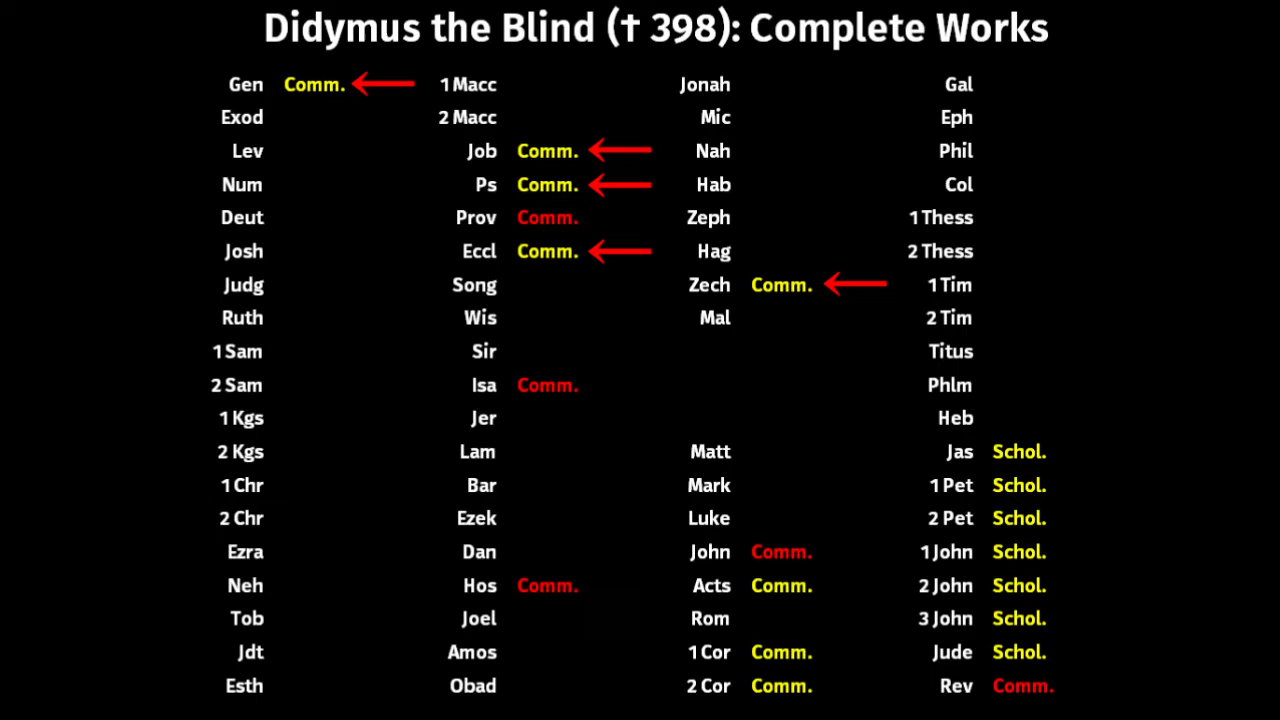 Didymus the Blind († 398): Complete Works
Gen Comm.
Exod
Lev
Num
Deut
Josh
Judg
Ruth
1 Sam
2 Sam
1 Kgs
2 Kgs
1 Chr
2 Chr
Ezra
Neh
Tob
Jdt
Esth
1 Macc
2 Macc
Job Comm.
Ps Comm.
Prov Comm.
Eccl Comm.
Song
Wis
Sir
Isa Comm.
Jer
Lam
Bar
Ezek
Dan
Hos Comm.
Joel
Amos
Obad
Jonah
Mic
Nah
Hab
Zeph
Hag
Zech Comm.
Mal
Matt
Mark
Luke
John Comm.
Acts Comm.
Rom
1 Cor Comm.
2 Cor Comm.
Gal
Eph
Phil
Col
1 Thess
2 Thess
1 Tim
2 Tim
Titus
Phlm
Heb
Jas Schol.
1 Pet Schol.
2 Pet Schol.
1 John Schol.
2 John Schol.
3 John Schol.
Jude Schol.
Rev Comm.